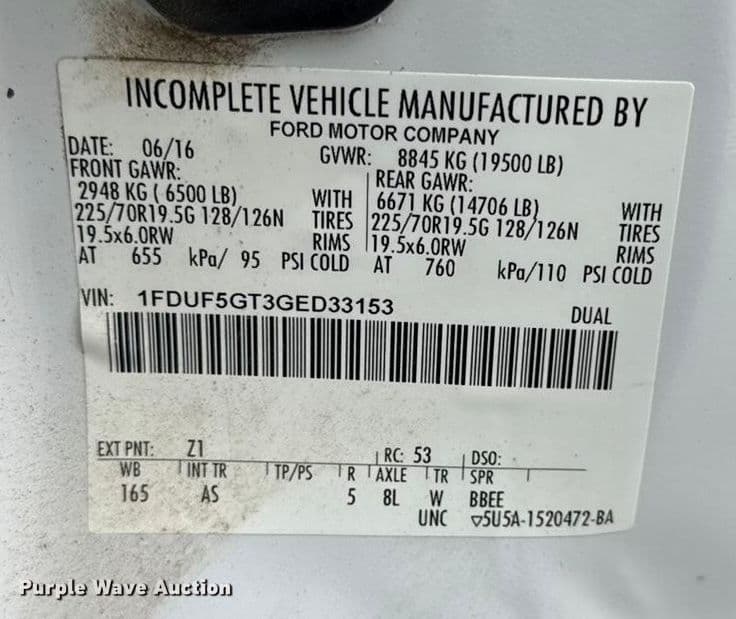 INCOMPLETE VEHICLE MANUFACTURED BY
FORD MOTOR COMPANY
DATE: 06/16 GVWR: 8845 KG (19500 LB)
FRONT GAWR: REAR GAWR:
2948 KG ( 6500 LB) WITH 6671 KG (14706 LB) WITH
225/70R19.5G 128/126N TIRES 225/70R19.5G 128/126N TIRES
19.5x6.0RW RIMS 19.5x6.0RW RIMS
AT 655 kPa/ 95 PSI COLD AT 760 kPa/110 PSI COLD
VIN: 1FDUF5GT3GED33153 DUAL
EXT PNT: Z1 RC: 53 DSO:
WB INT TR TP/PS R AXLE TR SPR
165 AS 5 8L W BBEE
UNC ▽5U5A-1520472-BA
Purple Wave Auction